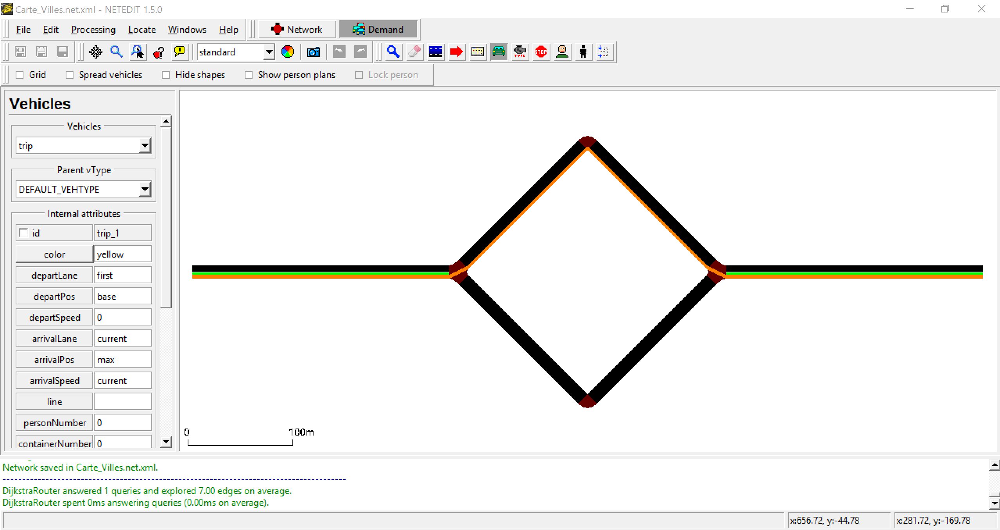 Carte_Villes.net.xml - NETEDIT 1.5.0
File Edit Processing Locate Windows Help Network Demand
standard TYPE STOP
Grid Spread vehicles Hide shapes Show person plans Lock person
Vehicles
Vehicles
trip
Parent vType
DEFAULT_VEHTYPE
Internal attributes
id trip_1
color yellow
departLane first
departPos base
departSpeed 0
arrivalLane current
arrivalPos max
arrivalSpeed current
line
personNumber 0
containerNumber 0
0 100m
Network saved in Carte_Villes.net.xml.
----------------------------------------------------------------------------------------
DijkstraRouter answered 1 queries and explored 7.00 edges on average.
DijkstraRouter spent 0ms answering queries (0.00ms on average).
x:656.72, y:-44.78 x:281.72, y:-169.78